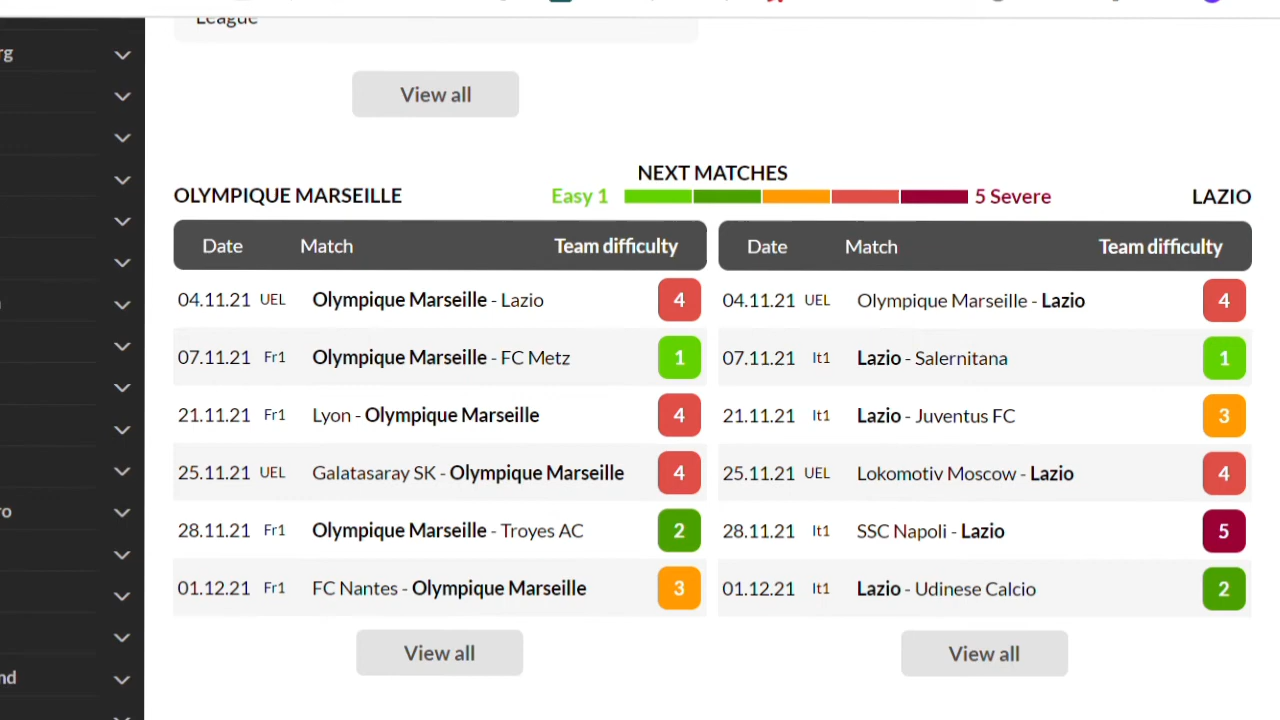 League
rg
View all
NEXT MATCHES
OLYMPIQUE MARSEILLE
Easy 1
5 Severe
LAZIO
Date Match Team difficulty
04.11.21 UEL Olympique Marseille - Lazio 4
07.11.21 Fr1 Olympique Marseille - FC Metz 1
21.11.21 Fr1 Lyon - Olympique Marseille 4
25.11.21 UEL Galatasaray SK - Olympique Marseille 4
28.11.21 Fr1 Olympique Marseille - Troyes AC 2
01.12.21 Fr1 FC Nantes - Olympique Marseille 3
View all
Date Match Team difficulty
04.11.21 UEL Olympique Marseille - Lazio 4
07.11.21 It1 Lazio - Salernitana 1
21.11.21 It1 Lazio - Juventus FC 3
25.11.21 UEL Lokomotiv Moscow - Lazio 4
28.11.21 It1 SSC Napoli - Lazio 5
01.12.21 It1 Lazio - Udinese Calcio 2
View all
ro
nd